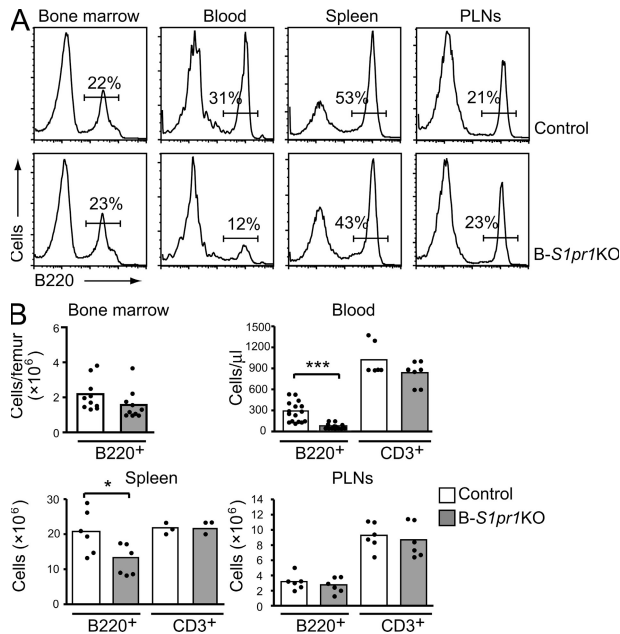 A
Bone marrow Blood Spleen PLNs
22% 31% 53% 21% Control
23% 12% 43% 23% B-S1pr1KO
Cells
B220
B
Bone marrow Blood
Cells/femur (×10⁶)
6
4
2
0
B220+
Cells/µl
1500
1200
900
600
300
0
***
B220+ CD3+
Spleen PLNs
Cells (×10⁶)
30
20
10
0
*
B220+ CD3+
Cells (×10⁶)
14
12
10
8
6
4
2
0
B220+ CD3+
Control
B-S1pr1KO